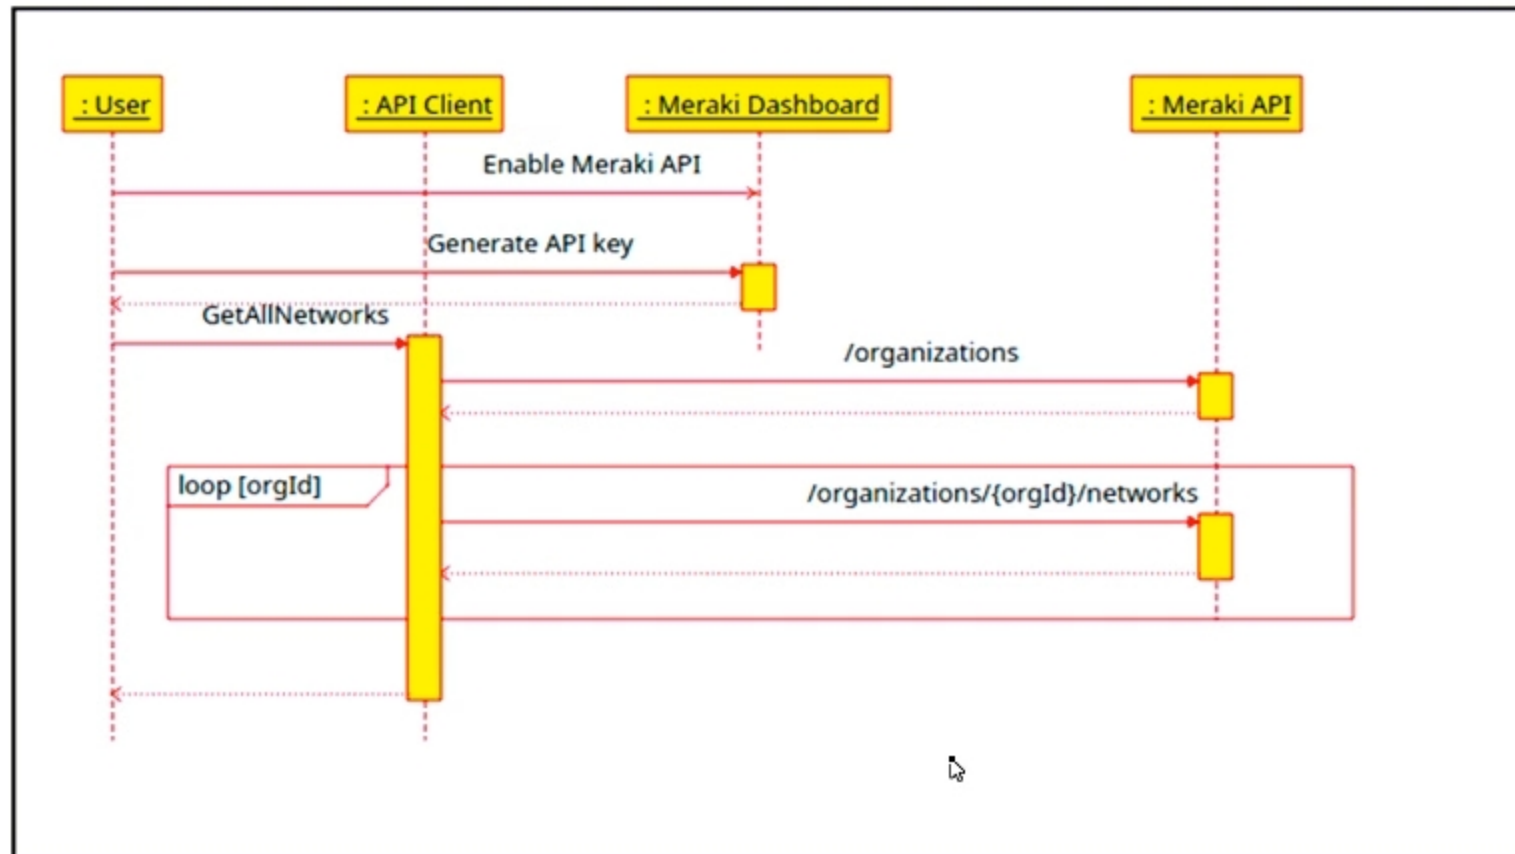 : User
: API Client
: Meraki Dashboard
: Meraki API
Enable Meraki API
Generate API key
GetAllNetworks
/organizations
loop [orgId]
/organizations/{orgId}/networks